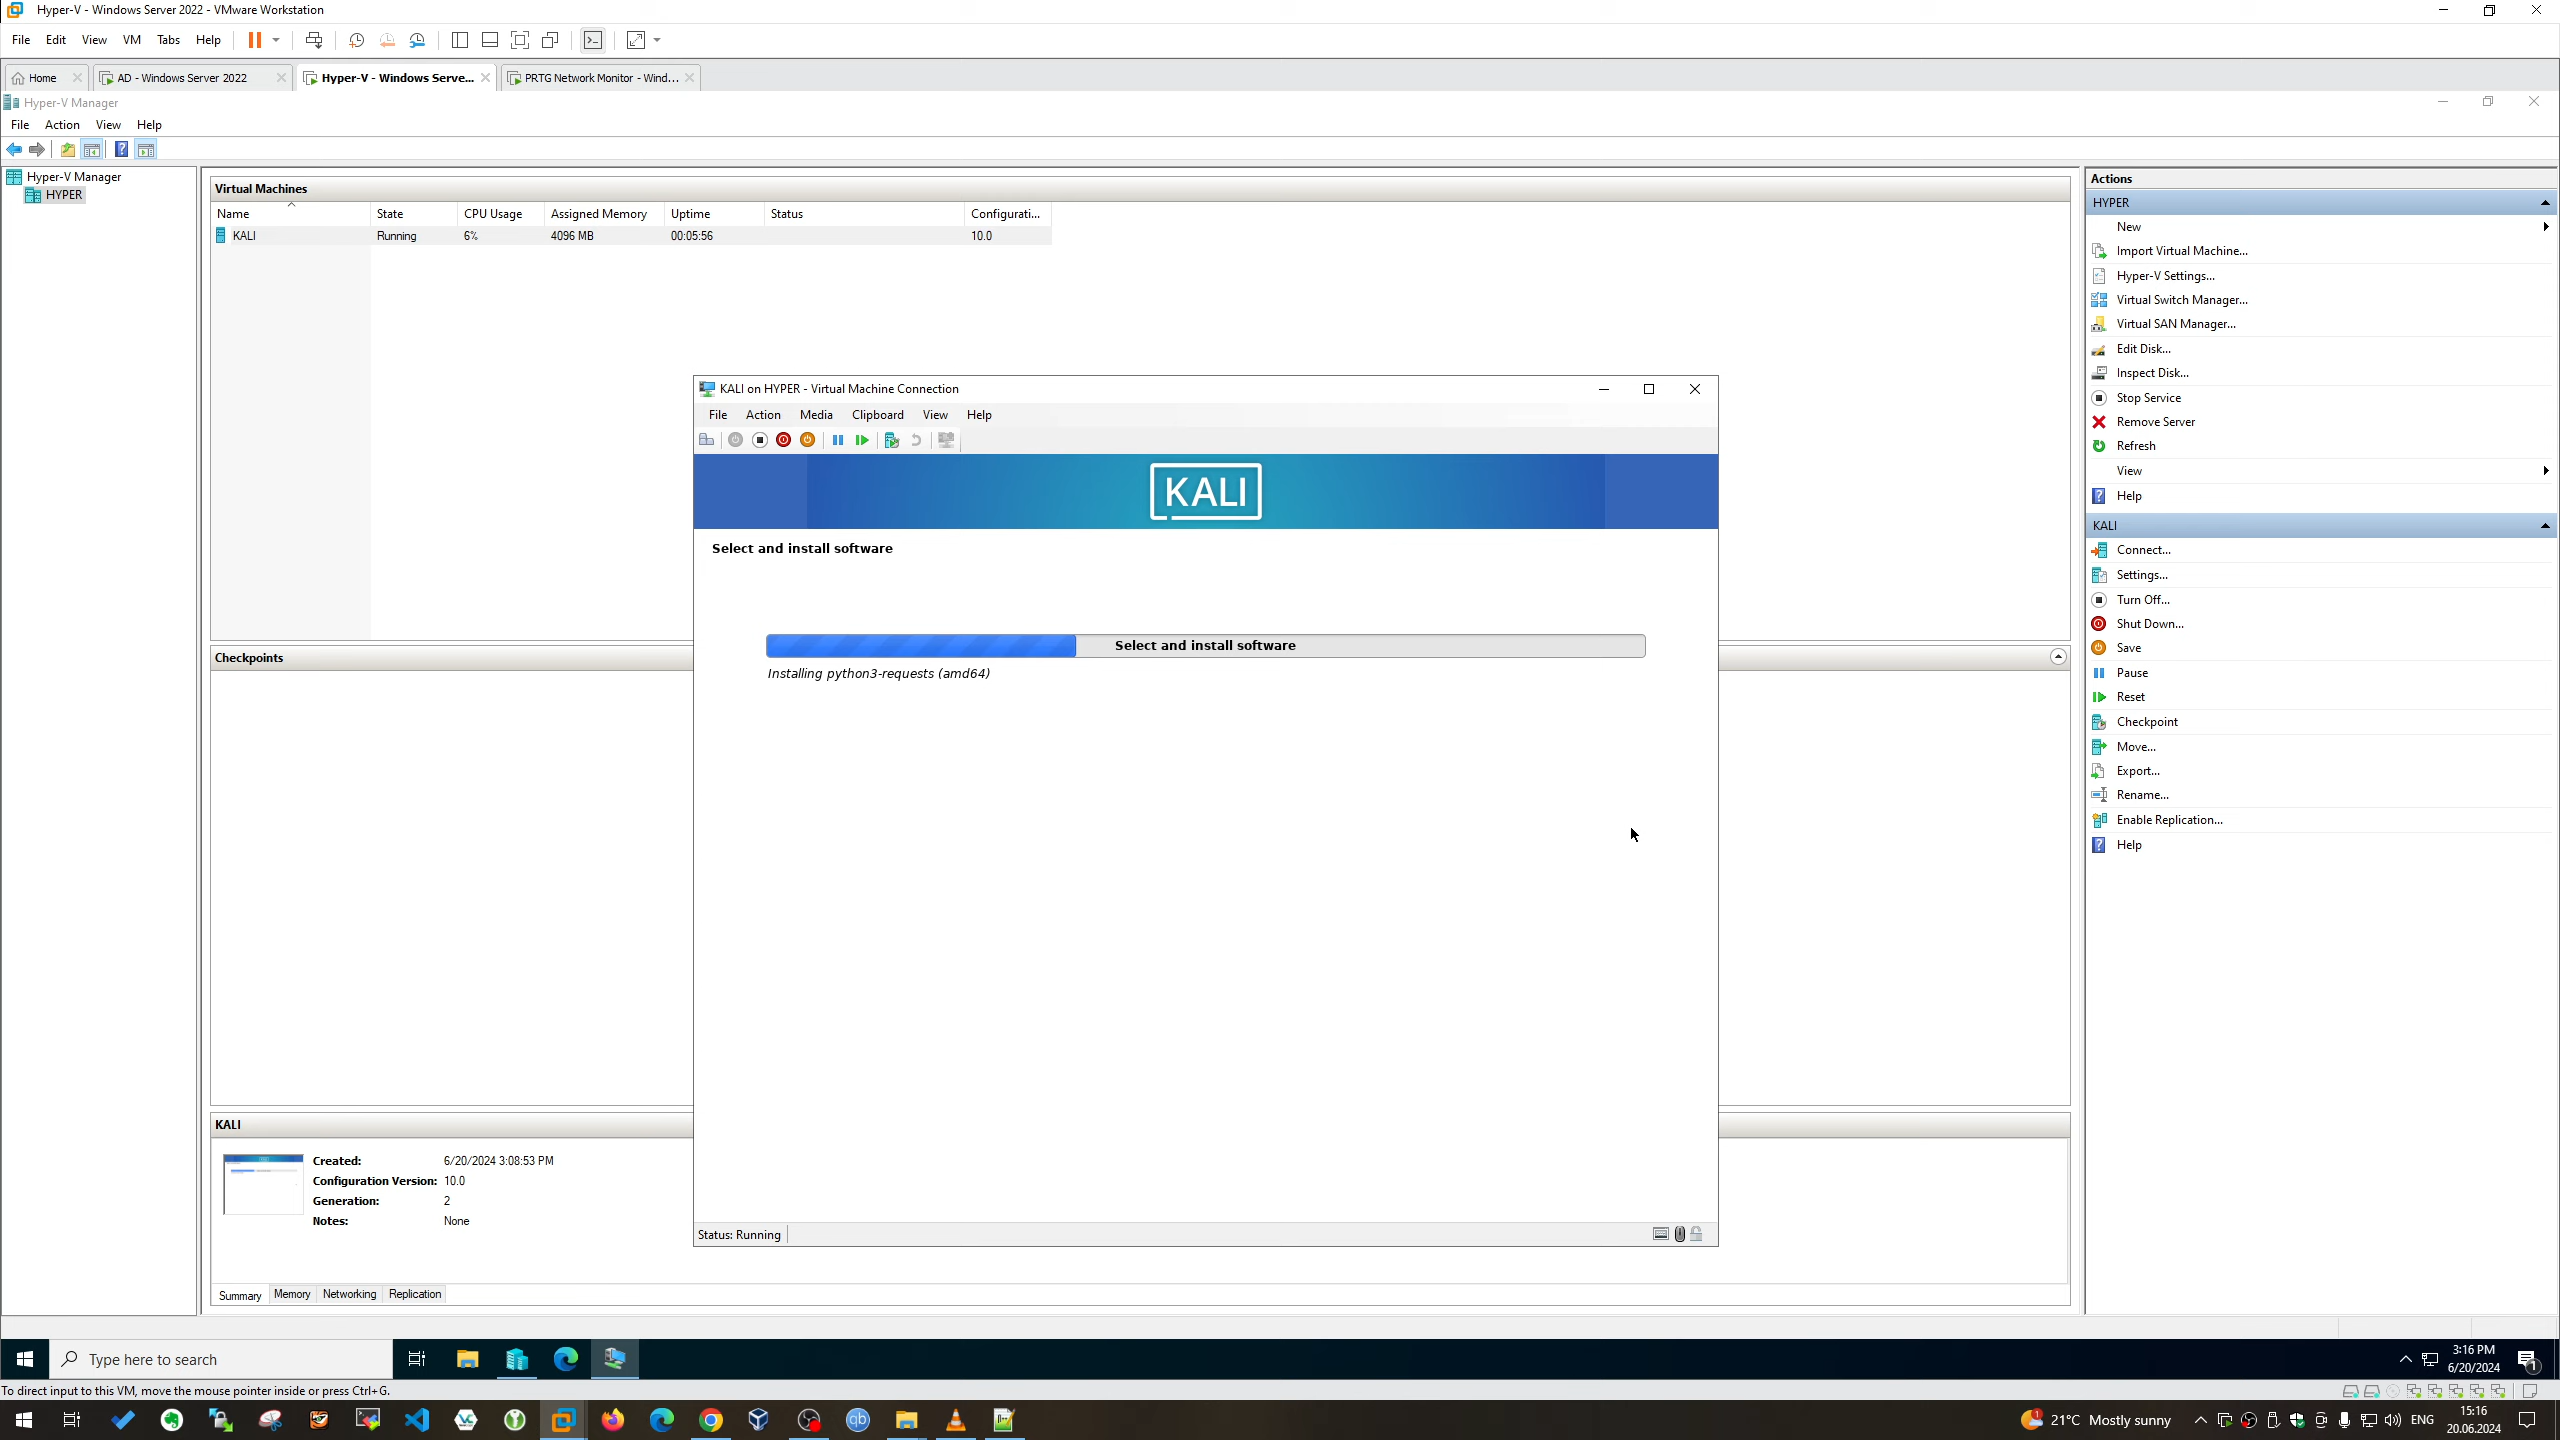 Hyper-V - Windows Server 2022 - VMware Workstation
File Edit View VM Tabs Help
Home AD - Windows Server 2022 Hyper-V - Windows Serve... PRTG Network Monitor - Wind...
Hyper-V Manager
File Action View Help
Hyper-V Manager
HYPER
Virtual Machines
Name State CPU Usage Assigned Memory Uptime Status Configurati...
KALI Running 6% 4096 MB 00:05:56 10.0
Checkpoints
KALI on HYPER - Virtual Machine Connection
File Action Media Clipboard View Help
KALI
Select and install software
Select and install software
Installing python3-requests (amd64)
Status: Running
KALI
Created: 6/20/2024 3:08:53 PM
Configuration Version: 10.0
Generation: 2
Notes: None
Summary Memory Networking Replication
Actions
HYPER
New
Import Virtual Machine...
Hyper-V Settings...
Virtual Switch Manager...
Virtual SAN Manager...
Edit Disk...
Inspect Disk...
Stop Service
Remove Server
Refresh
View
Help
KALI
Connect...
Settings...
Turn Off...
Shut Down...
Save
Pause
Reset
Checkpoint
Move...
Export...
Rename...
Enable Replication...
Help
Type here to search
3:16 PM
6/20/2024
1
To direct input to this VM, move the mouse pointer inside or press Ctrl+G.
1
21°C Mostly sunny
ENG
15:16
20.06.2024